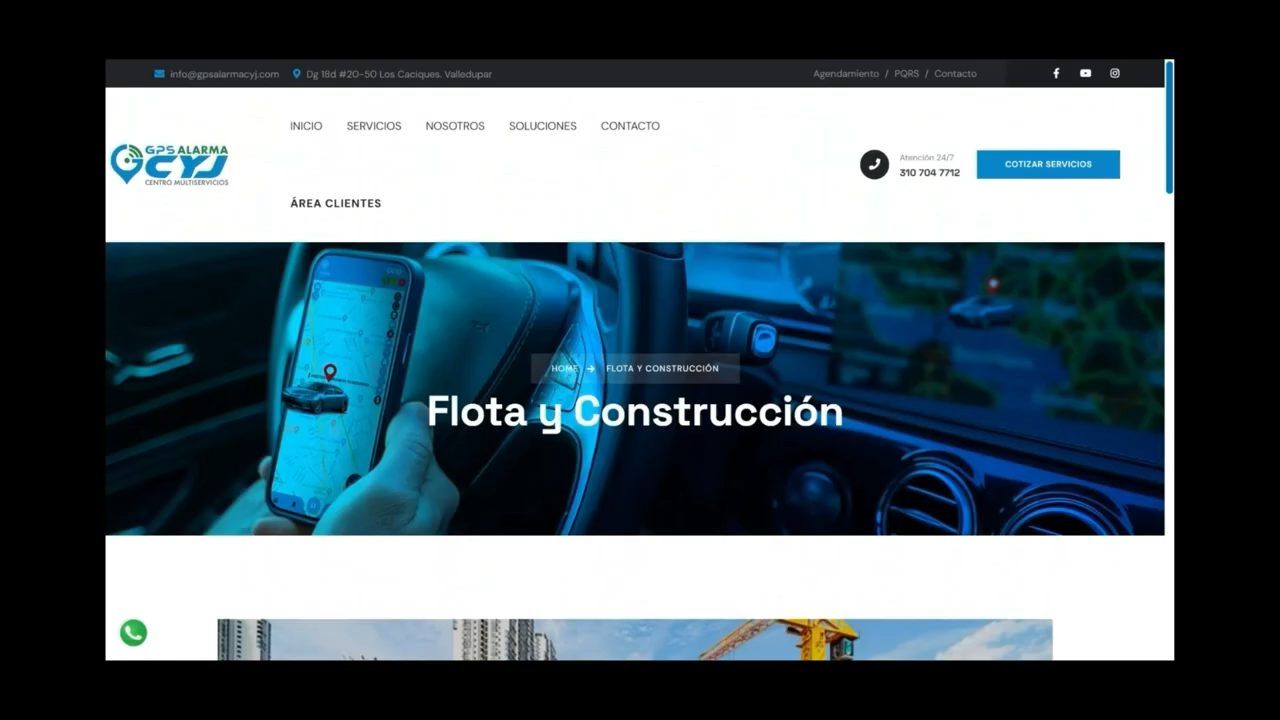 info@gpsalarmacyj.com Dg 18d #20-50 Los Caciques. Valledupar Agendamiento / PQRS / Contacto
INICIO SERVICIOS NOSOTROS SOLUCIONES CONTACTO
GPS ALARMA
CYJ
CENTRO MULTISERVICIOS
Atención 24/7
310 704 7712
COTIZAR SERVICIOS
ÁREA CLIENTES
HOME → FLOTA Y CONSTRUCCIÓN
Flota y Construcción